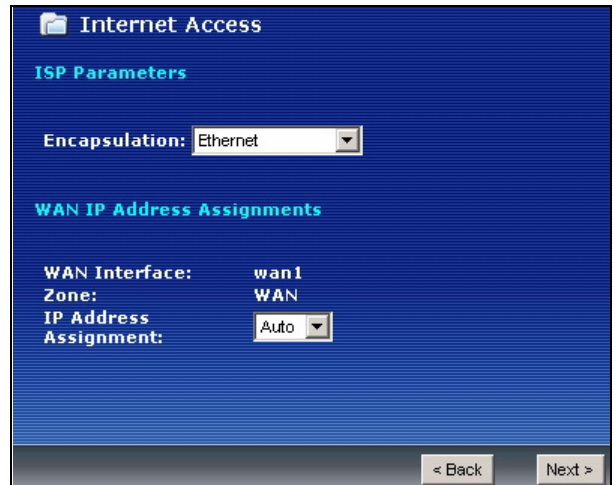 Internet Access
ISP Parameters
Encapsulation: Ethernet
WAN IP Address Assignments
WAN Interface: wan1
Zone: WAN
IP Address
Assignment: Auto
< Back Next >